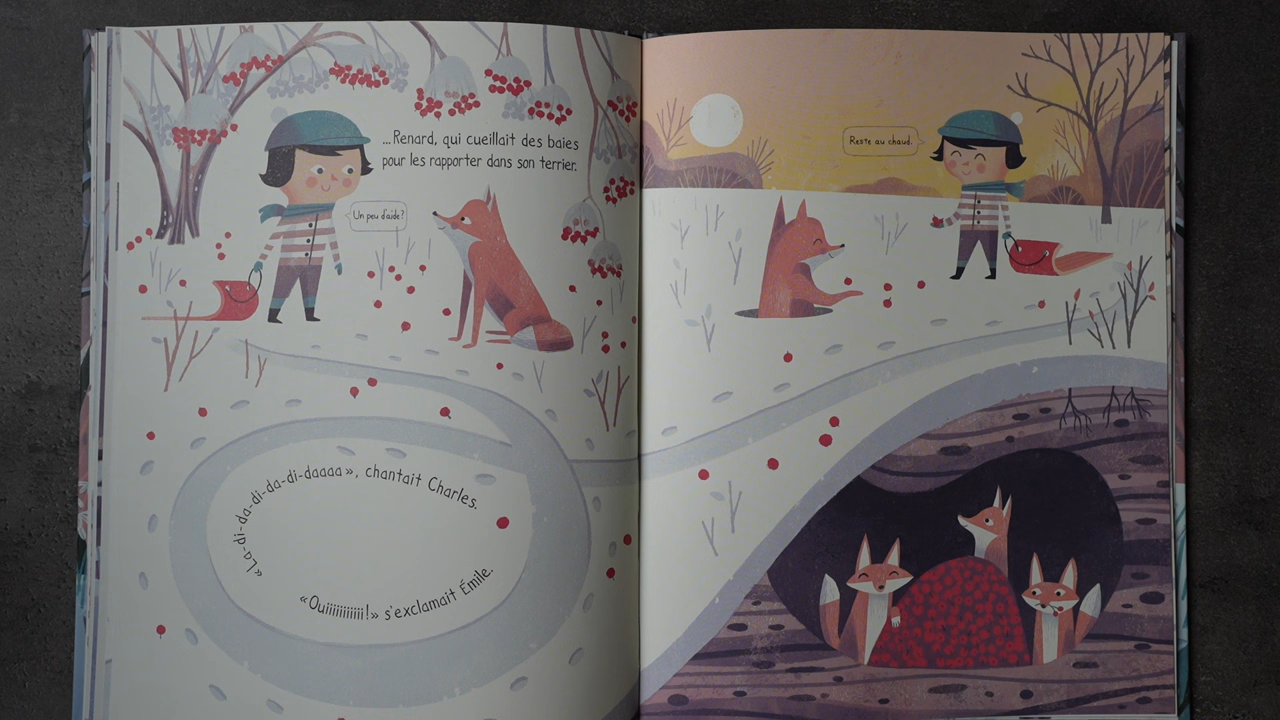 ...Renard, qui cueillait des baies
pour les rapporter dans son terrier.
Un peu d'aide?
«La-di-da-di-da-di-daaaa», chantait Charles.
«Ouiiiiiiiiiii!» s'exclamait Émile.
Reste au chaud.